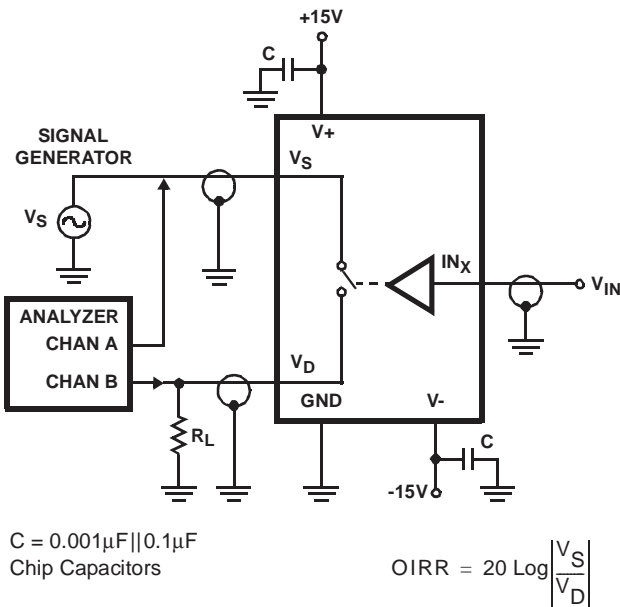 +15V
C
V+
SIGNAL
GENERATOR
VS
VS
INX
VIN
ANALYZER
CHAN A
CHAN B
VD
GND
V-
RL
C
-15V
C = 0.001µF||0.1µF
Chip Capacitors
OIRR = 20 Log|VS/VD|